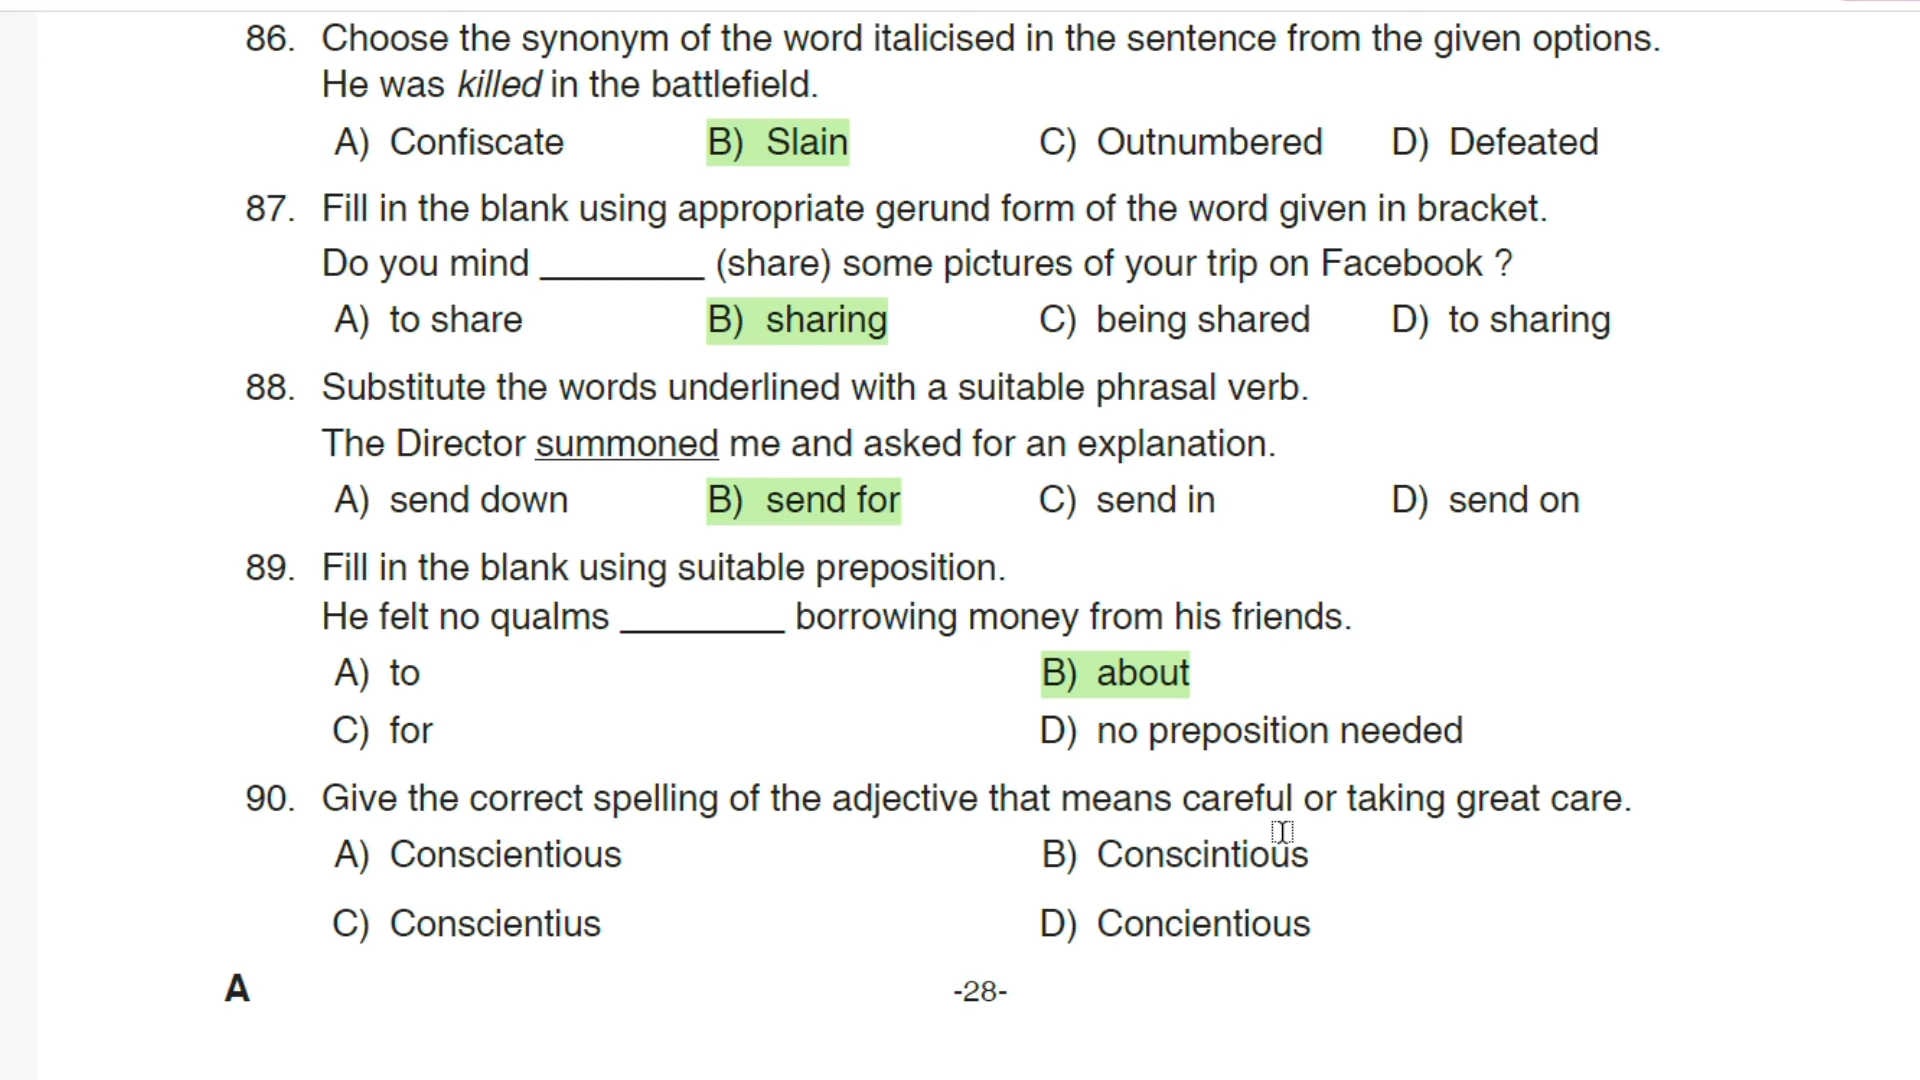 86. Choose the synonym of the word italicised in the sentence from the given options.
He was killed in the battlefield.
A) Confiscate B) Slain C) Outnumbered D) Defeated
87. Fill in the blank using appropriate gerund form of the word given in bracket.
Do you mind ________ (share) some pictures of your trip on Facebook ?
A) to share B) sharing C) being shared D) to sharing
88. Substitute the words underlined with a suitable phrasal verb.
The Director summoned me and asked for an explanation.
A) send down B) send for C) send in D) send on
89. Fill in the blank using suitable preposition.
He felt no qualms ________ borrowing money from his friends.
A) to B) about
C) for D) no preposition needed
90. Give the correct spelling of the adjective that means careful or taking great care.
A) Conscientious B) Conscintious
C) Conscientius D) Concientious
A -28-